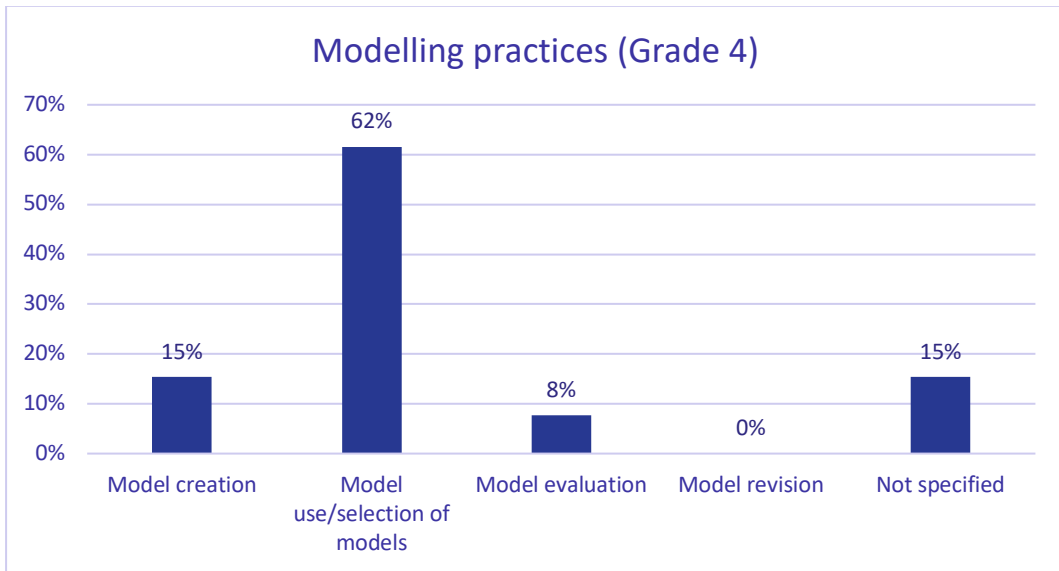 Modelling practices (Grade 4)
70%
60%
50%
40%
30%
20%
10%
0%
15%
62%
8%
0%
15%
Model creation
Model
use/selection of
models
Model evaluation
Model revision
Not specified